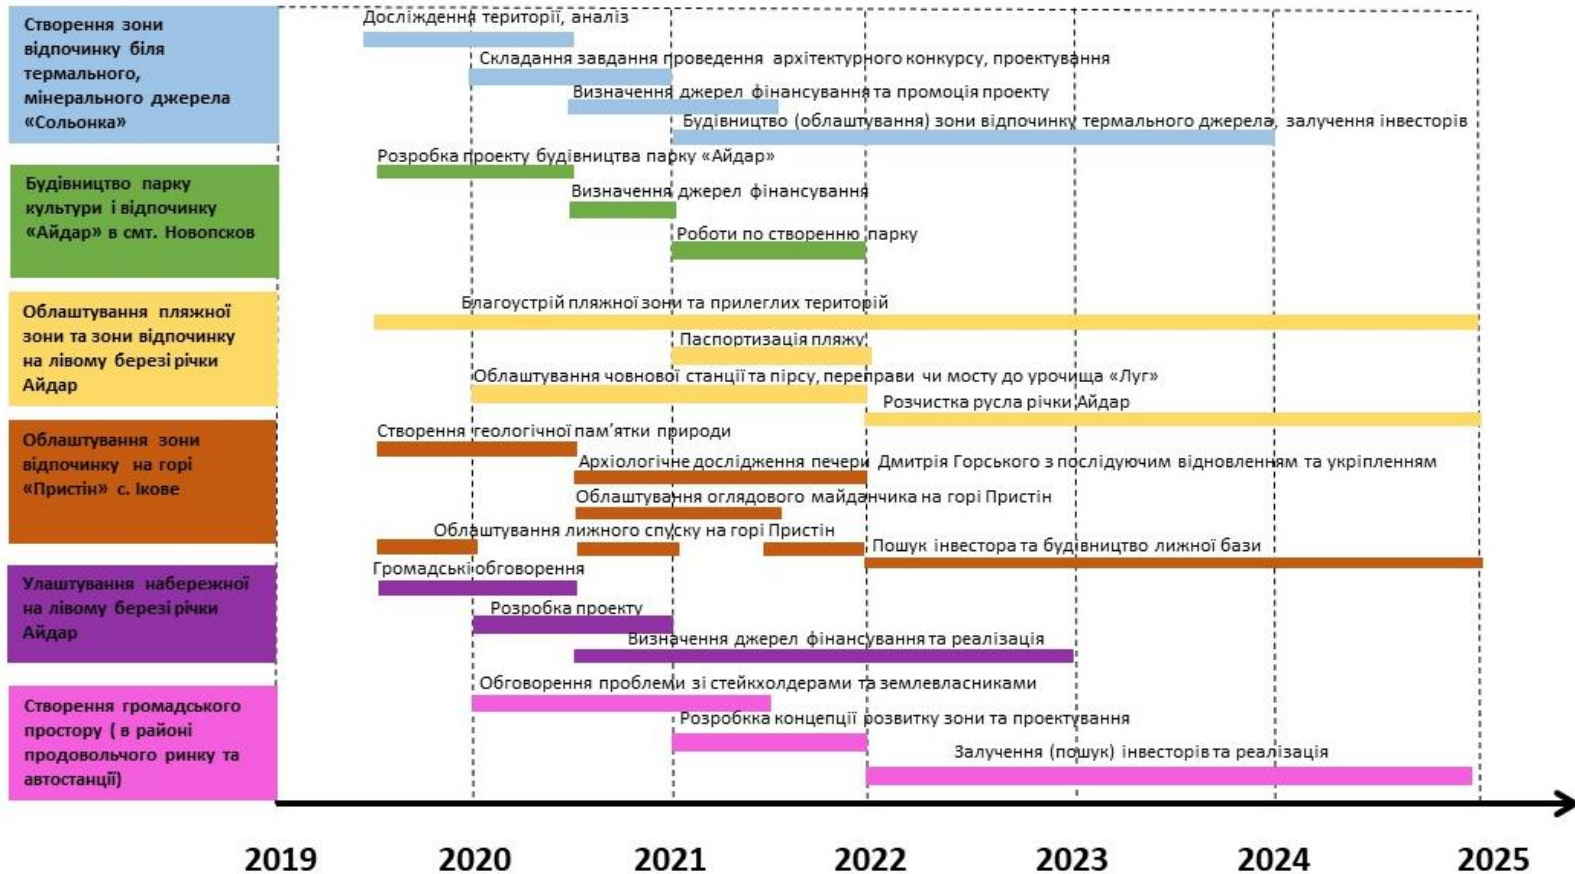 Створення зони
відпочинку біля
термального,
мінерального джерела
«Сольонка»
Досліждення території, аналіз
Складання завдання проведення архітектурного конкурсу, проектування
Визначення джерел фінансування та промоція проекту
Будівництво (облаштування) зони відпочинку термального джерела, залучення інвесторів
Будівництво парку
культури і відпочинку
«Айдар» в смт. Новопсков
Розробка проекту будівництва парку «Айдар»
Визначення джерел фінансування
Роботи по створенню парку
Облаштування пляжної
зони та зони відпочинку
на лівому березі річки
Айдар
Благоустрій пляжної зони та прилеглих територій
Паспортизація пляжу
Облаштування човнової станції та пірсу, переправи чи мосту до урочища «Луг»
Розчистка русла річки Айдар
Облаштування зони
відпочинку на горі
«Пристін» с. Ікове
Створення геологічної пам’ятки природи
Архіологічне дослідження печери Дмитрія Горського з послідуючим відновленням та укріпленням
Облаштування оглядового майданчика на горі Пристін
Облаштування лижного спуску на горі Пристін
Пошук інвестора та будівництво лижної бази
Улаштування набережної
на лівому березі річки
Айдар
Громадські обговорення
Розробка проекту
Визначення джерел фінансування та реалізація
Створення громадського
простору ( в районі
продовольчого ринку та
автостанції)
Обговорення проблеми зі стейкхолдерами та землевласниками
Розробкка концепції розвитку зони та проектування
Залучення (пошук) інвесторів та реалізація
2019 2020 2021 2022 2023 2024 2025